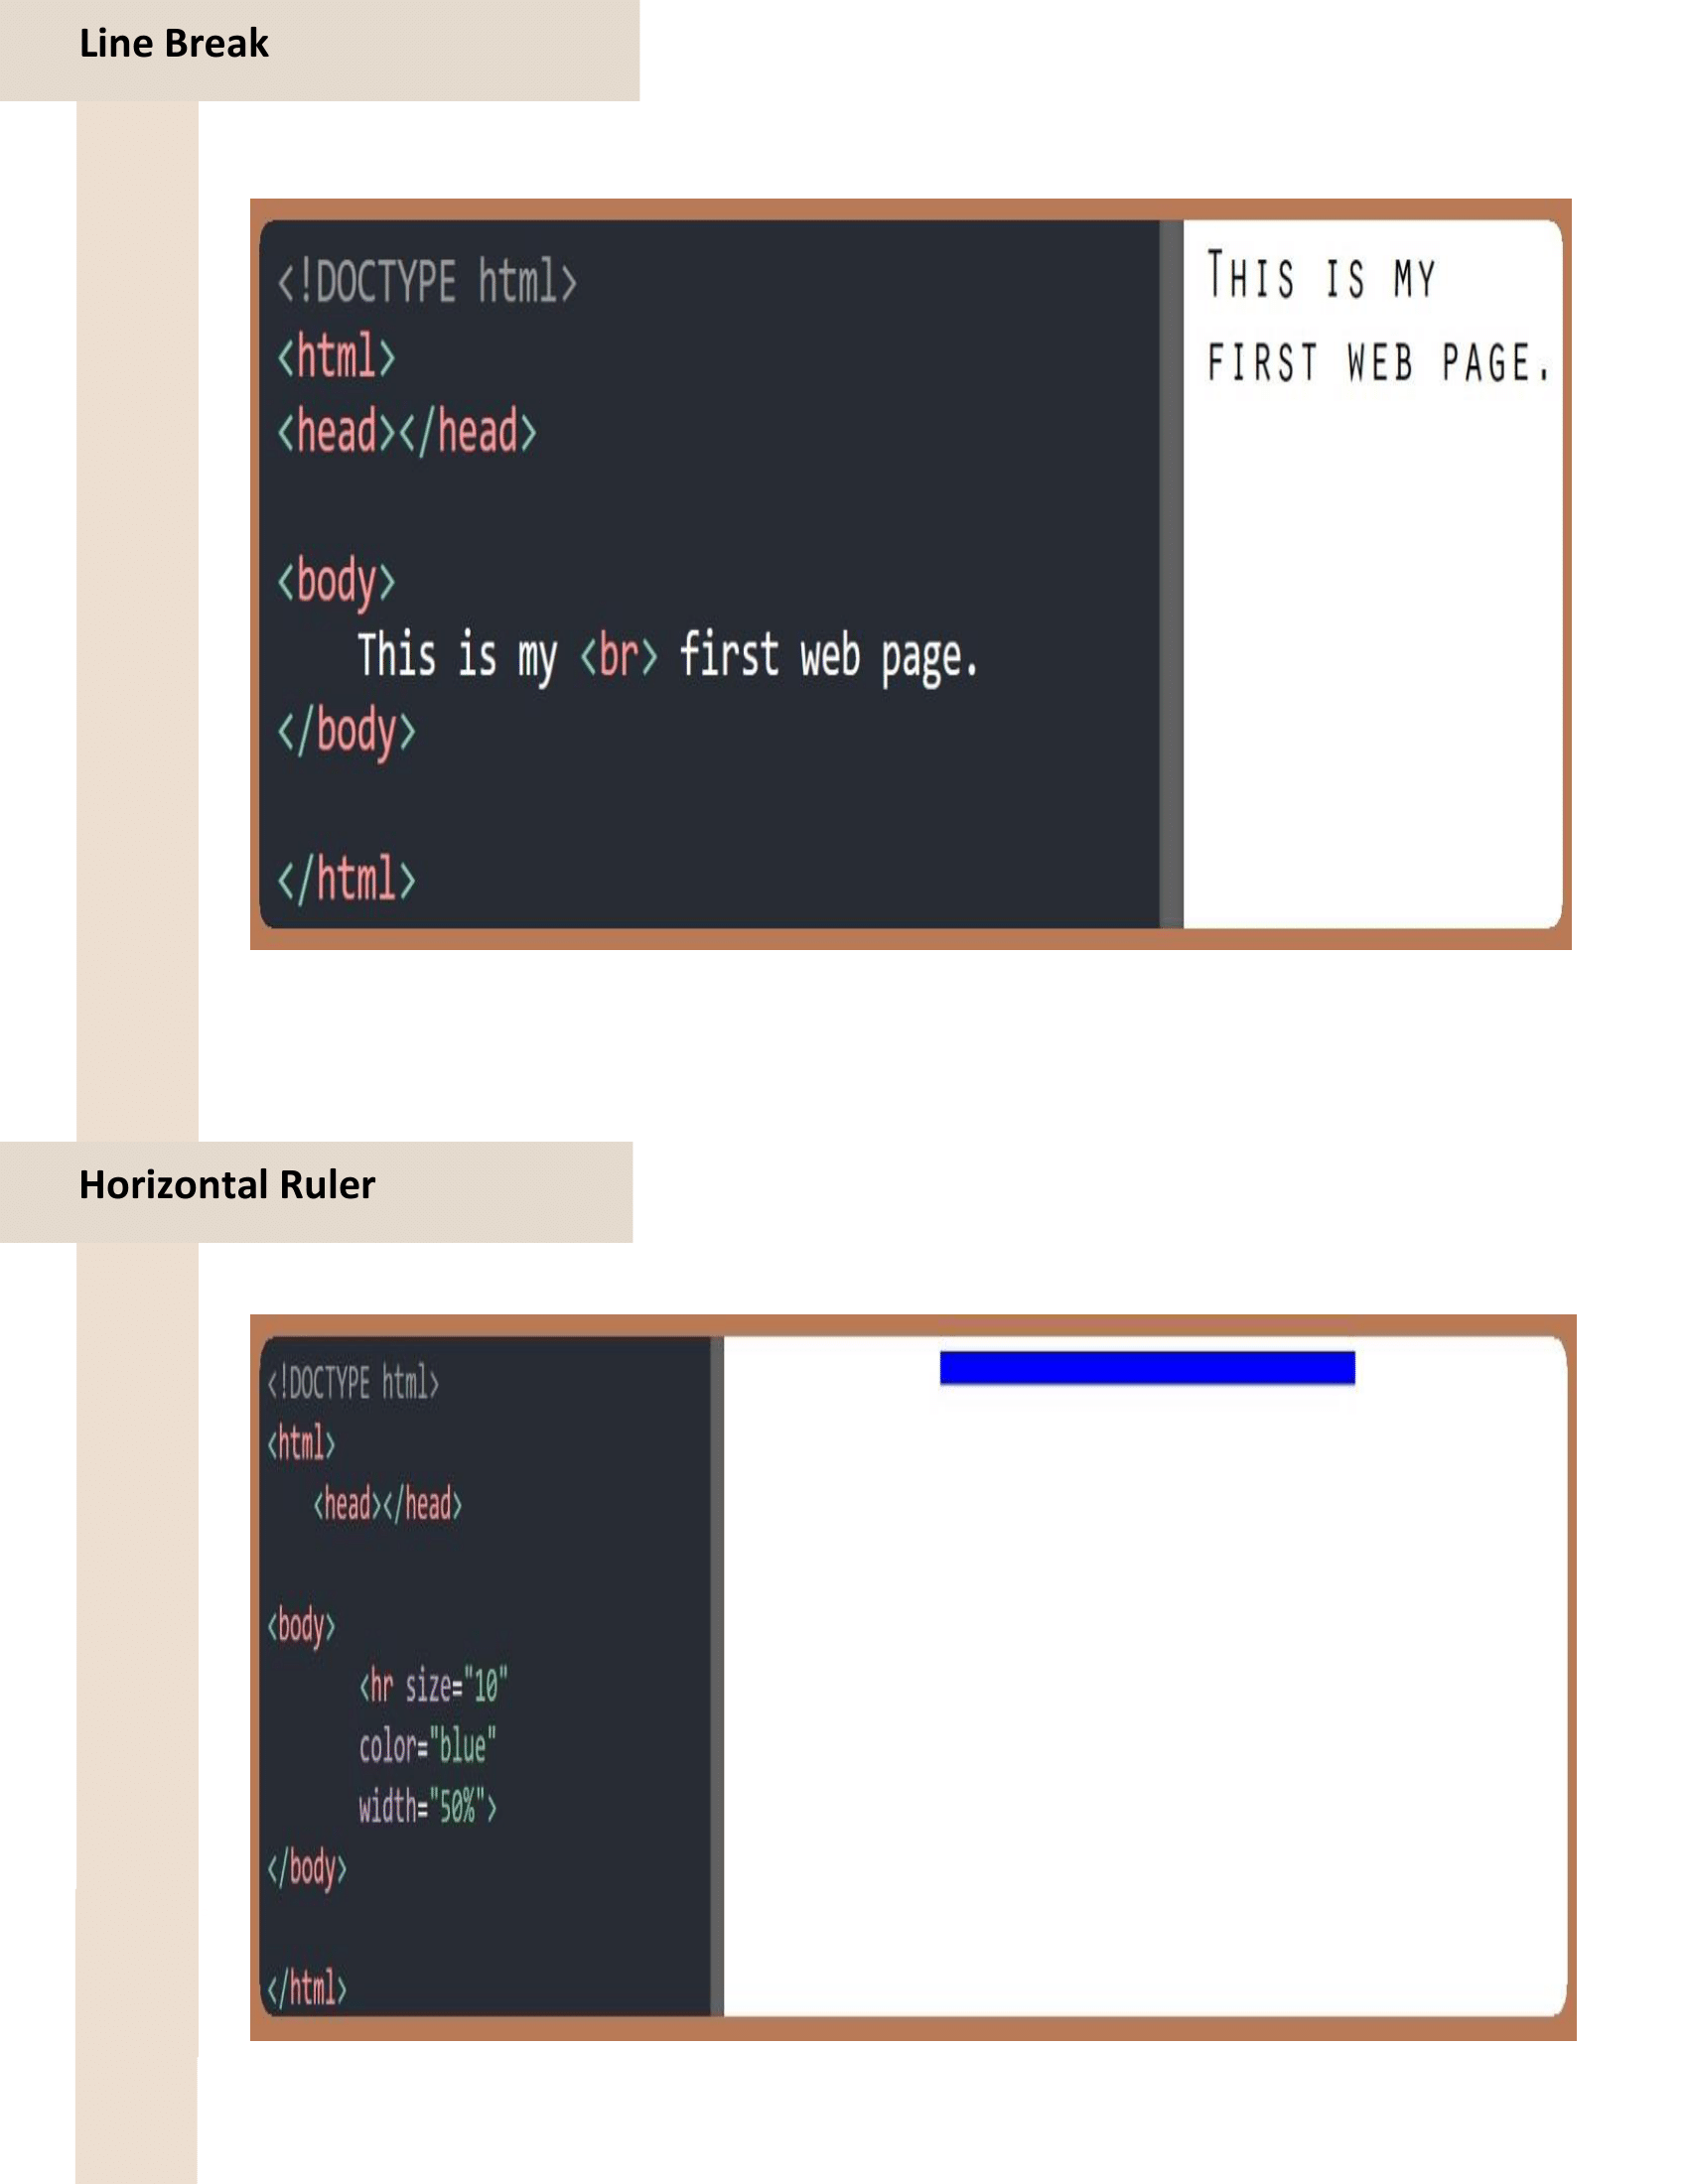 Line Break
<!DOCTYPE html>
<html>
<head></head>
<body>
This is my <br> first web page.
</body>
</html>
THIS IS MY
FIRST WEB PAGE.
Horizontal Ruler
<!DOCTYPE html>
<html>
<head></head>
<body>
<hr size="10"
color="blue"
width="50%">
</body>
</html>